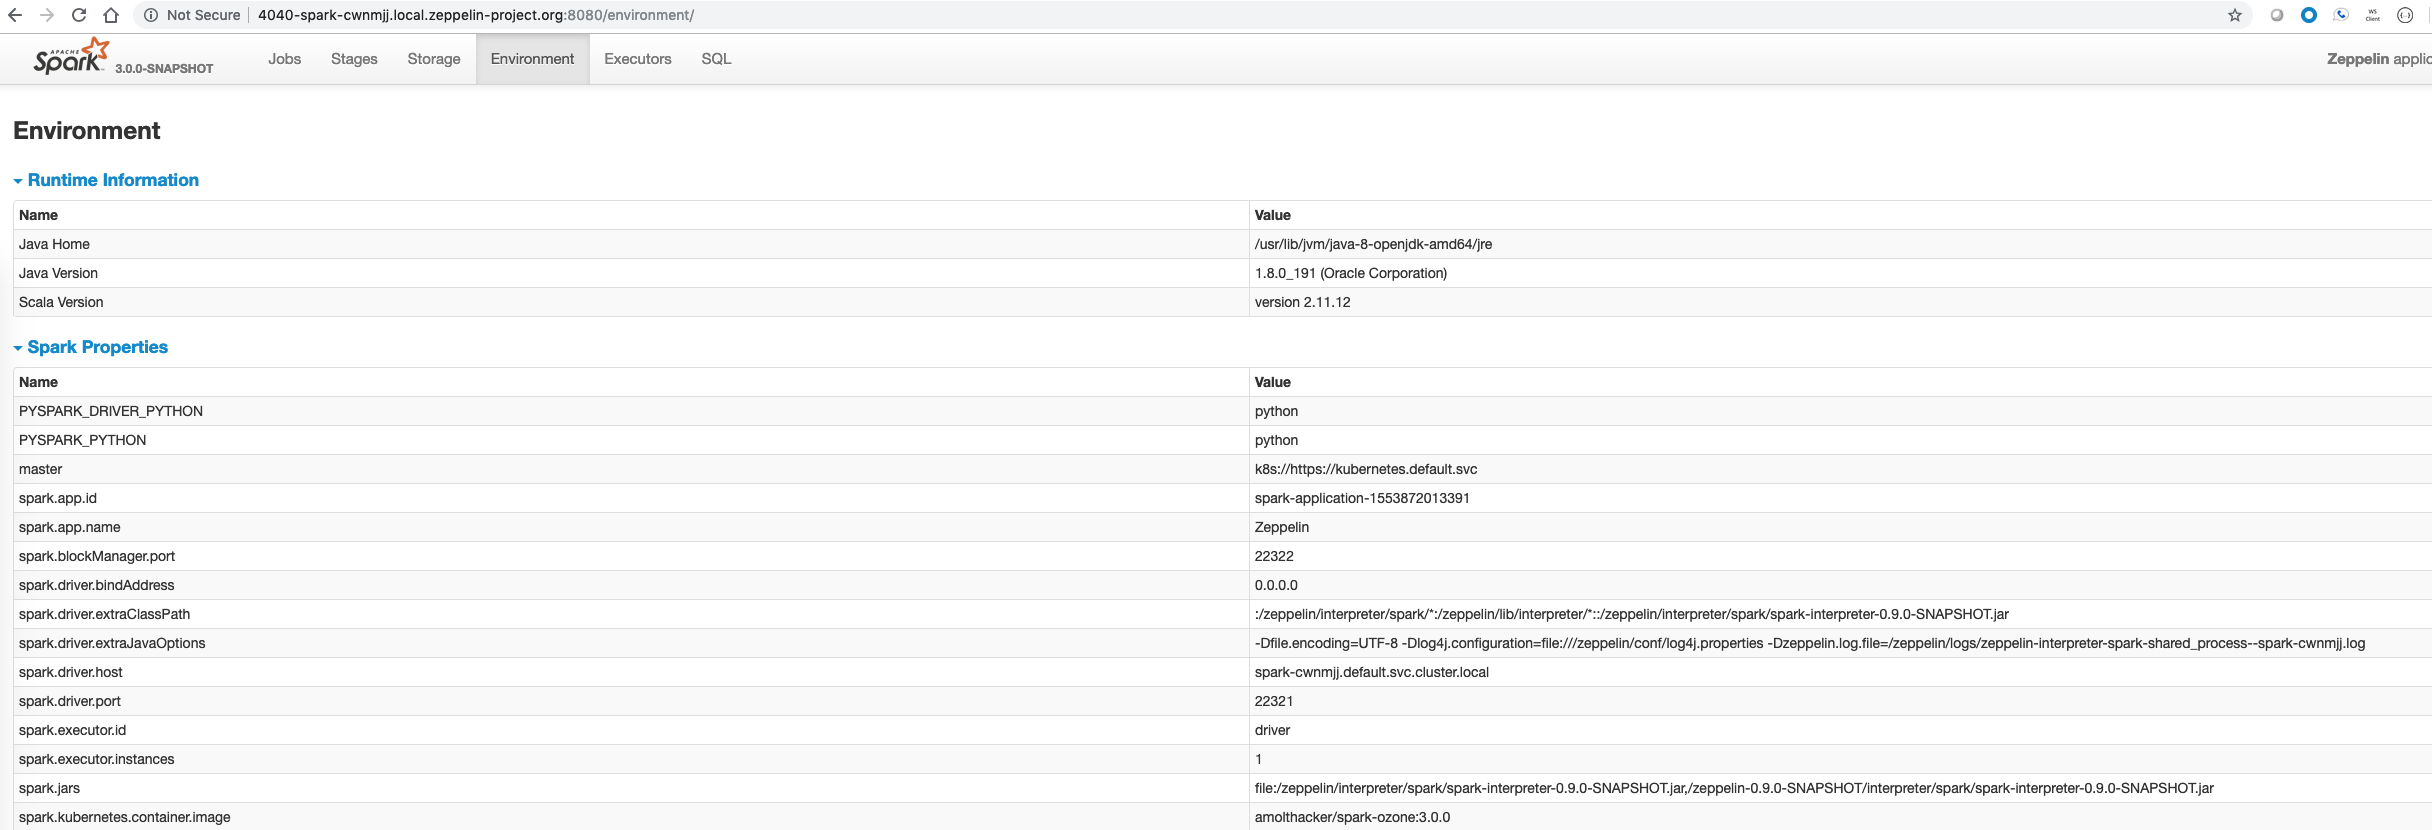 Not Secure | 4040-spark-cwnmjj.local.zeppelin-project.org:8080/environment/
WS
Client
APACHE
Spark 3.0.0-SNAPSHOT Jobs Stages Storage Environment Executors SQL Zeppelin applic
Environment
Runtime Information
Name Value
Java Home /usr/lib/jvm/java-8-openjdk-amd64/jre
Java Version 1.8.0_191 (Oracle Corporation)
Scala Version version 2.11.12
Spark Properties
Name Value
PYSPARK_DRIVER_PYTHON python
PYSPARK_PYTHON python
master k8s://https://kubernetes.default.svc
spark.app.id spark-application-1553872013391
spark.app.name Zeppelin
spark.blockManager.port 22322
spark.driver.bindAddress 0.0.0.0
spark.driver.extraClassPath :/zeppelin/interpreter/spark/*:/zeppelin/lib/interpreter/*::/zeppelin/interpreter/spark/spark-interpreter-0.9.0-SNAPSHOT.jar
spark.driver.extraJavaOptions -Dfile.encoding=UTF-8 -Dlog4j.configuration=file:///zeppelin/conf/log4j.properties -Dzeppelin.log.file=/zeppelin/logs/zeppelin-interpreter-spark-shared_process--spark-cwnmjj.log
spark.driver.host spark-cwnmjj.default.svc.cluster.local
spark.driver.port 22321
spark.executor.id driver
spark.executor.instances 1
spark.jars file:/zeppelin/interpreter/spark/spark-interpreter-0.9.0-SNAPSHOT.jar,/zeppelin-0.9.0-SNAPSHOT/interpreter/spark/spark-interpreter-0.9.0-SNAPSHOT.jar
spark.kubernetes.container.image amolthacker/spark-ozone:3.0.0